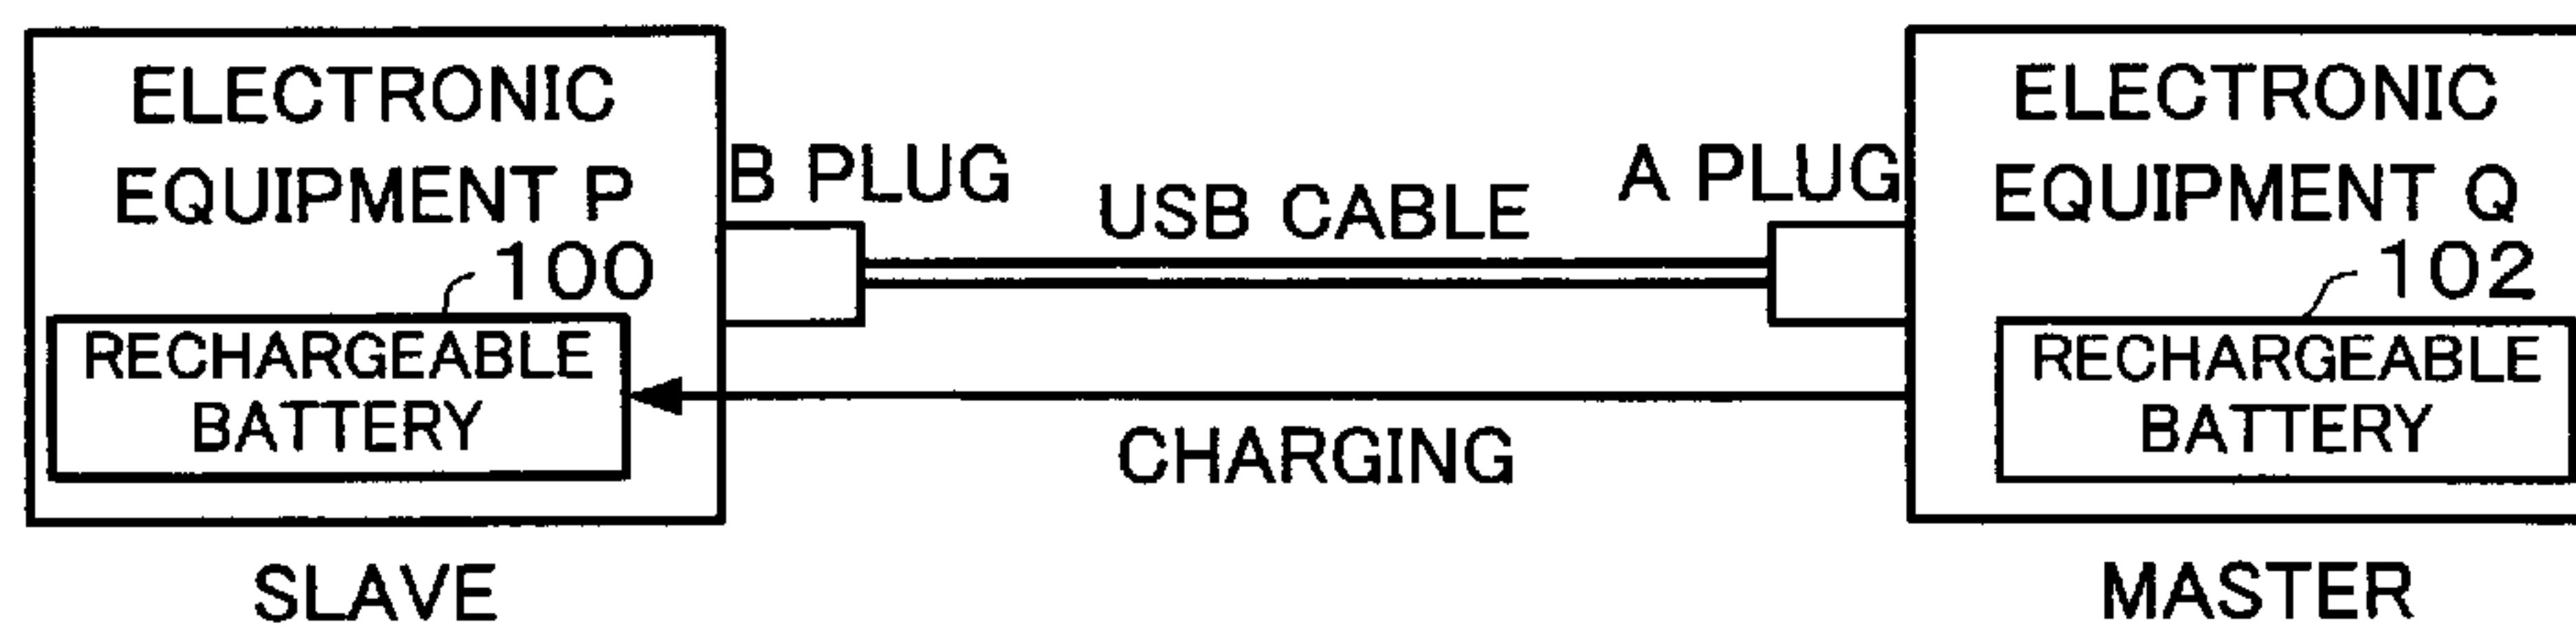 ELECTRONIC
EQUIPMENT P
100
RECHARGEABLE
BATTERY
SLAVE
B PLUG
USB CABLE
A PLUG
CHARGING
ELECTRONIC
EQUIPMENT Q
102
RECHARGEABLE
BATTERY
MASTER